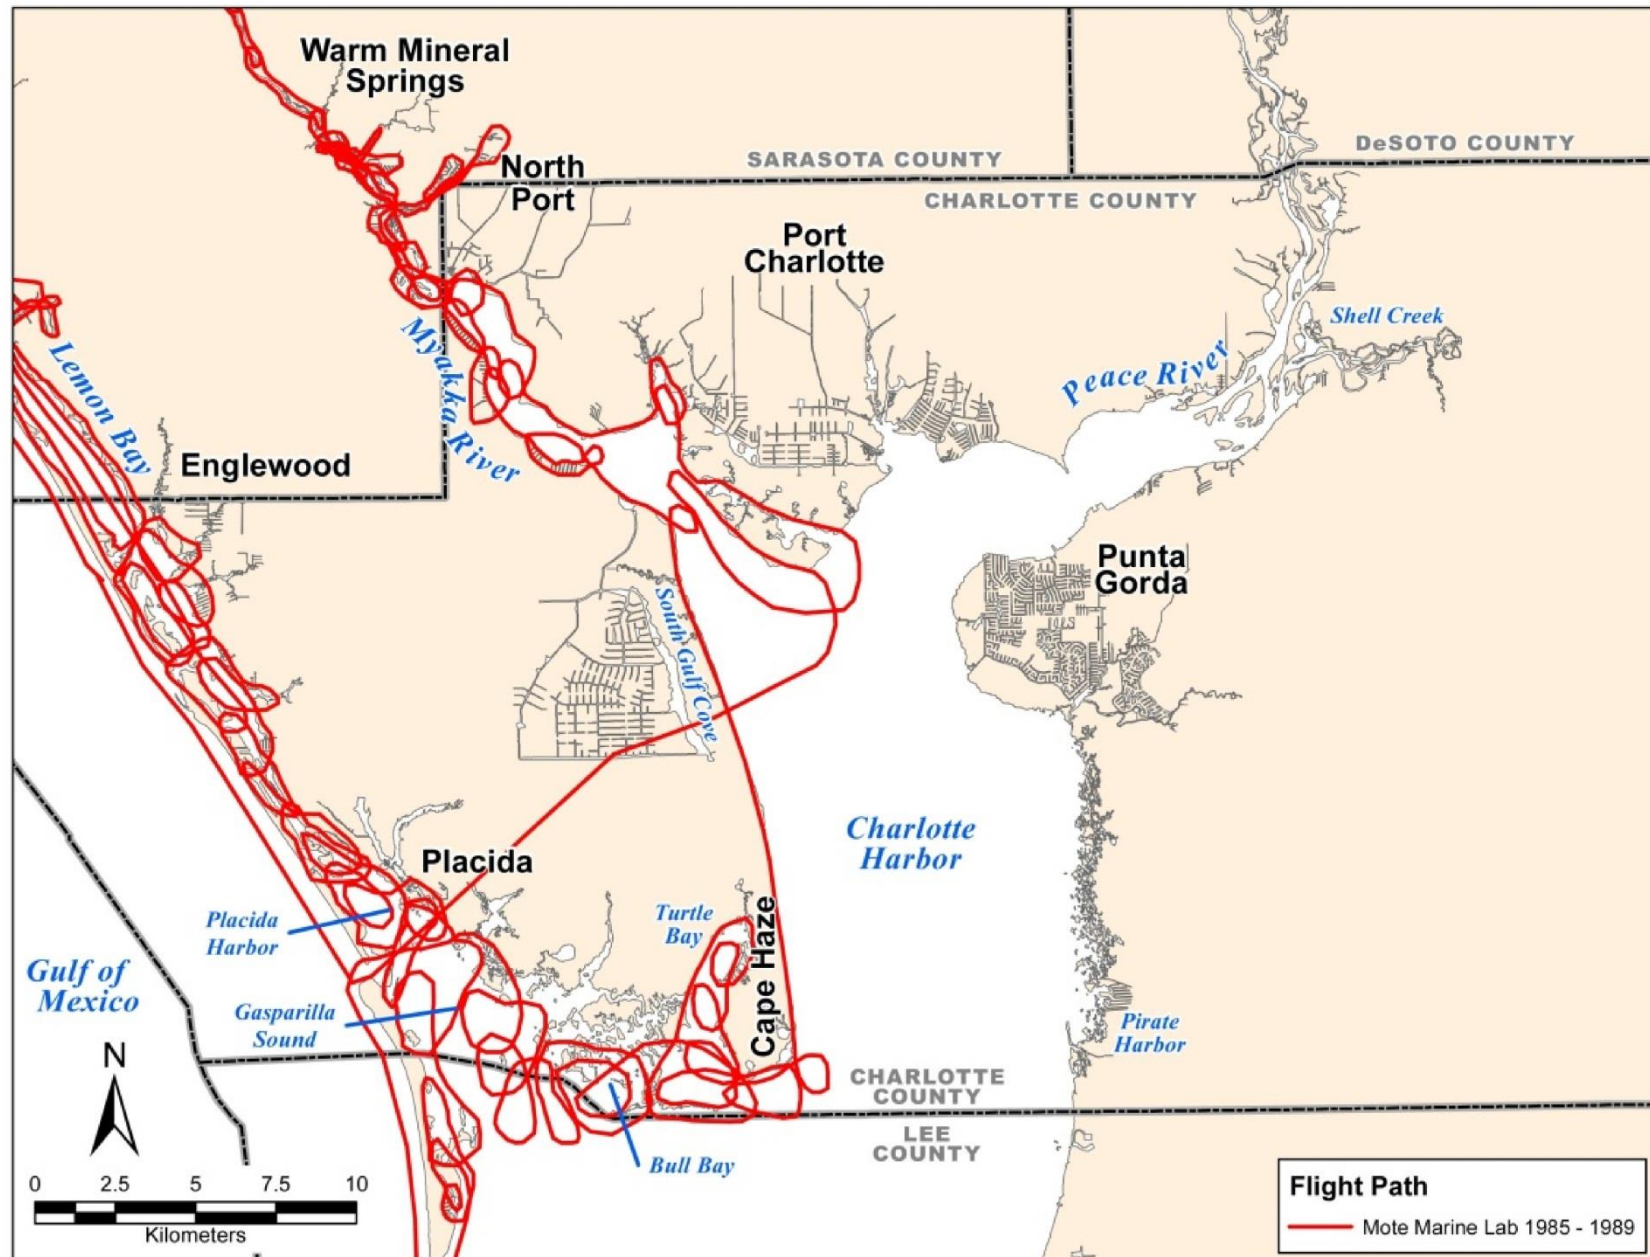 Warm Mineral
Springs
North
Port
SARASOTA COUNTY
DeSOTO COUNTY
CHARLOTTE COUNTY
Port
Charlotte
Shell Creek
Peace River
Myakka River
Lemon Bay
Englewood
Punta
Gorda
South Gulf Cove
Charlotte
Harbor
Placida
Placida
Harbor
Turtle
Bay
Cape Haze
Gulf of
Mexico
Gasparilla
Sound
Pirate
Harbor
N
CHARLOTTE
COUNTY
LEE
COUNTY
Bull Bay
0 2.5 5 7.5 10
Kilometers
Flight Path
Mote Marine Lab 1985 - 1989